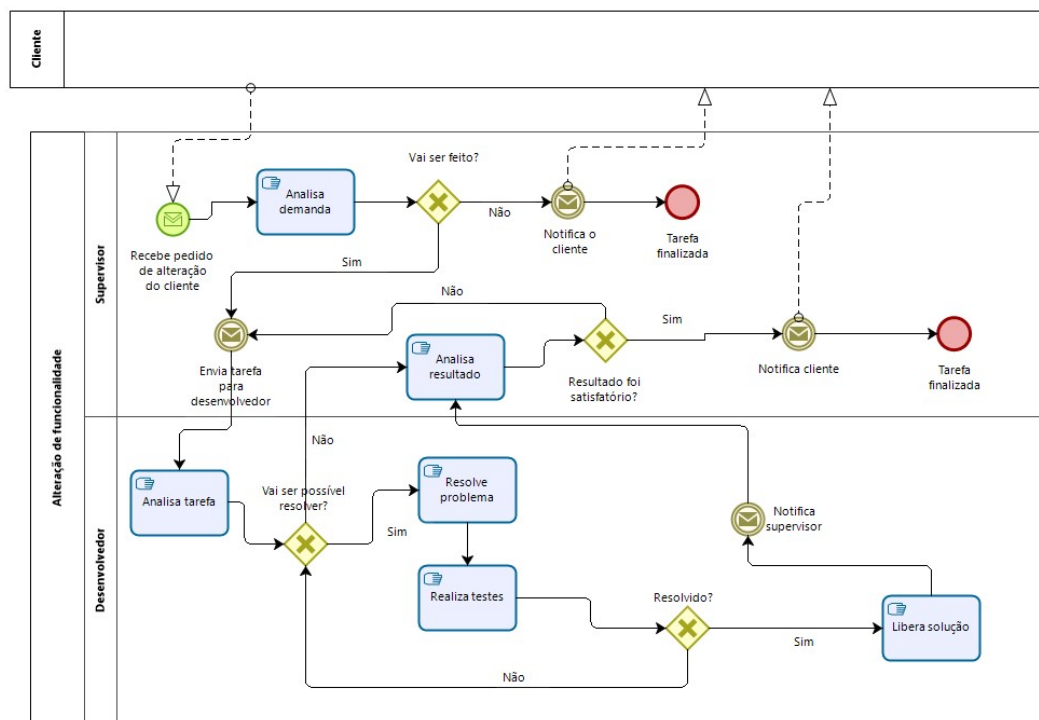 Cliente
Alteração de funcionalidade
Supervisor
Recebe pedido
de alteração
do cliente
Analisa
demanda
Vai ser feito?
Não
Notifica o
cliente
Tarefa
finalizada
Sim
Envia tarefa
para
desenvolvedor
Não
Analisa
resultado
Resultado foi
satisfatório?
Sim
Notifica cliente
Tarefa
finalizada
Desenvolvedor
Analisa tarefa
Vai ser possível
resolver?
Não
Sim
Resolve
problema
Realiza testes
Resolvido?
Não
Sim
Libera solução
Notifica
supervisor